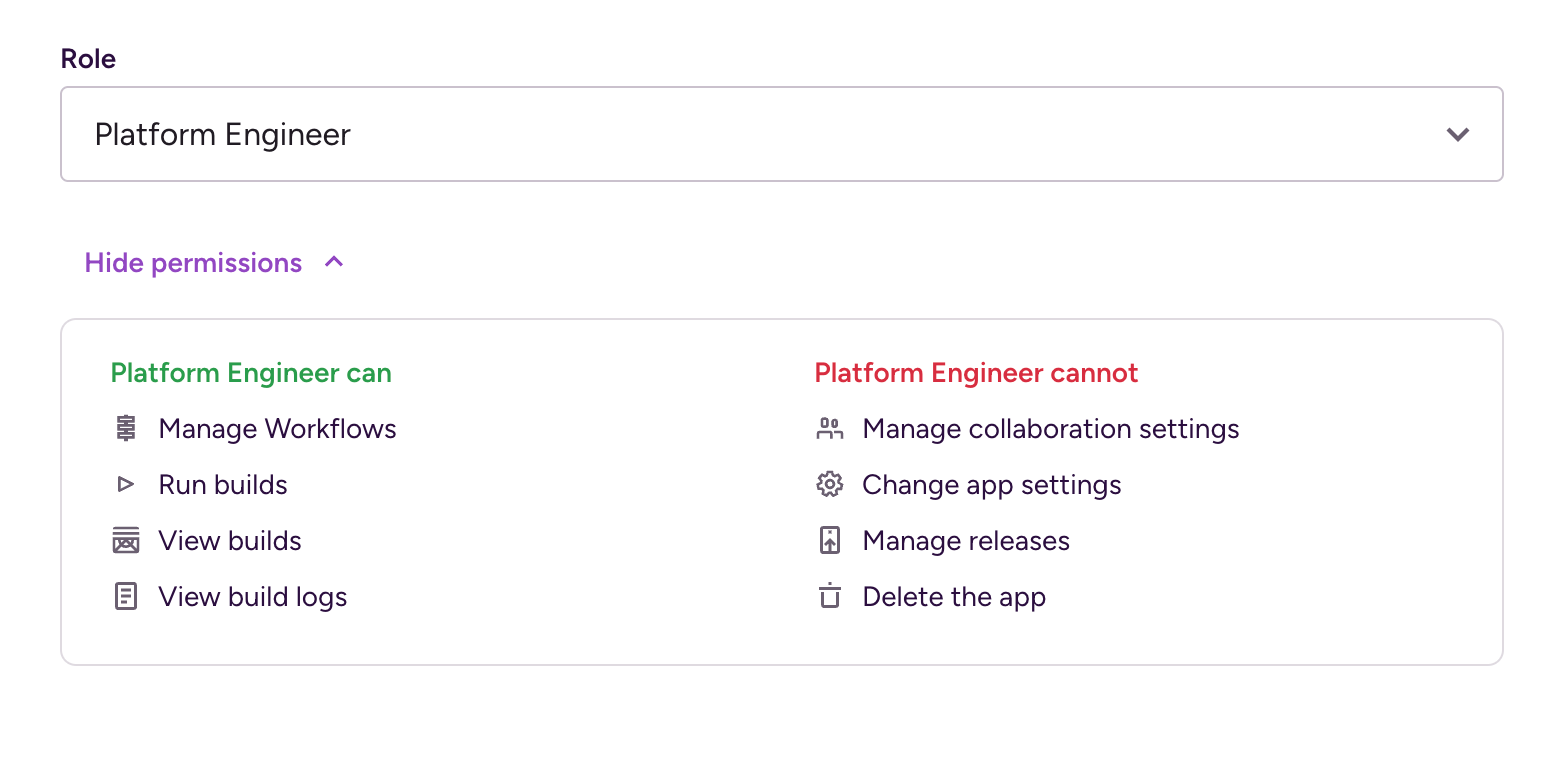 Role
Platform Engineer
Hide permissions
Platform Engineer can
Manage Workflows
Run builds
View builds
View build logs
Platform Engineer cannot
Manage collaboration settings
Change app settings
Manage releases
Delete the app